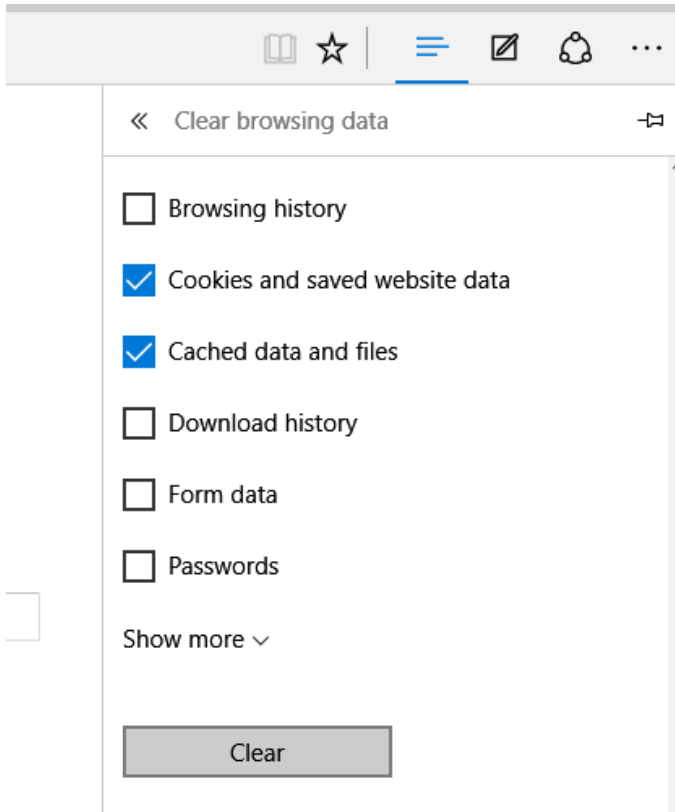 Clear browsing data
Browsing history
Cookies and saved website data
Cached data and files
Download history
Form data
Passwords
Show more
Clear